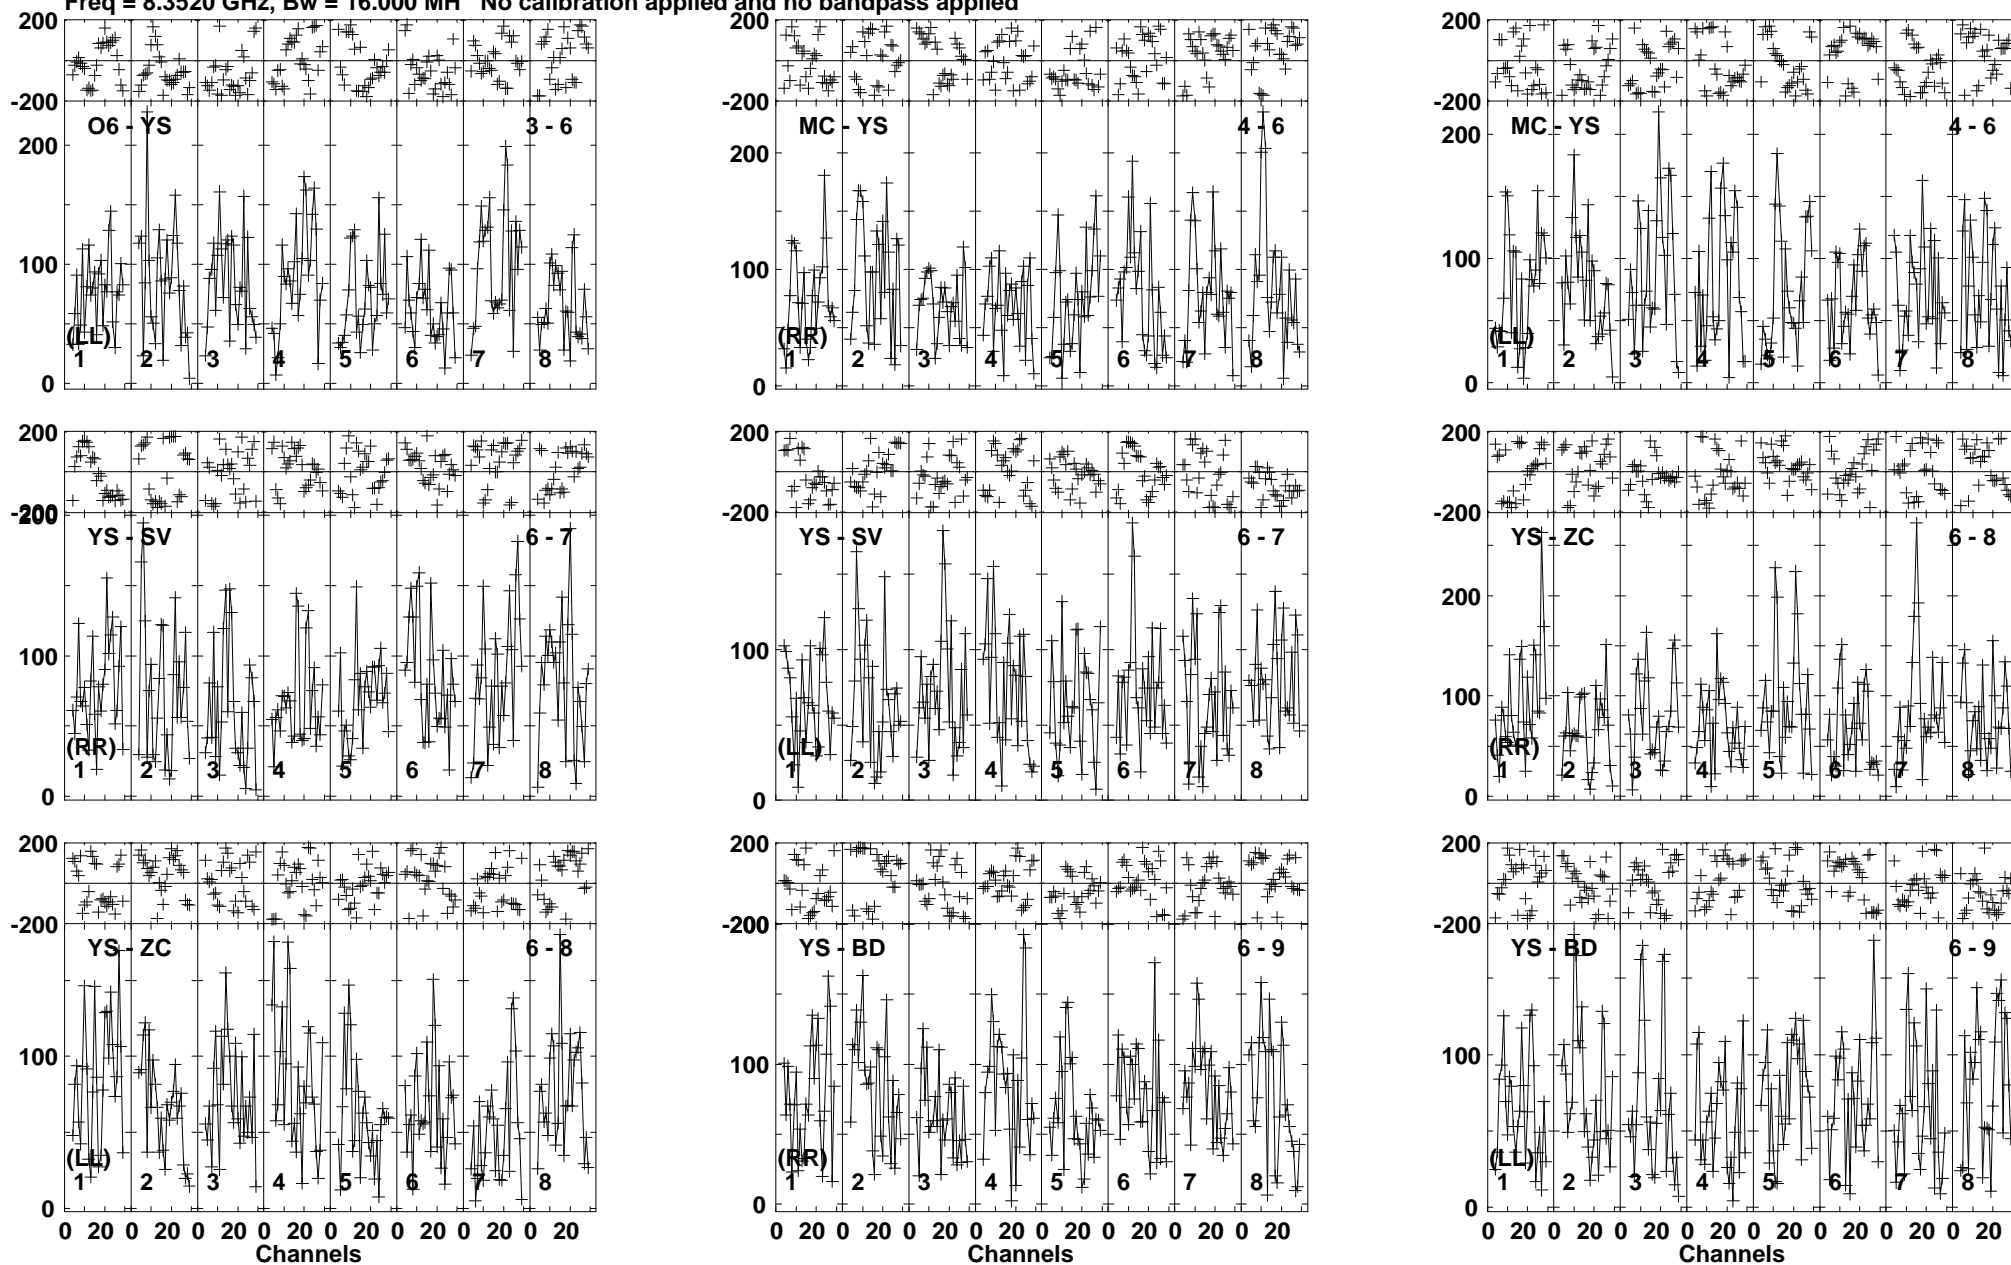 Freq = 8.3520 GHz, Bw = 16.000 MH No calibration applied and no bandpass applied
200 200 200
-200 -200 -200
O6 - YS 3 - 6 MC - YS 4 - 6 MC - YS 4 - 6
200 200 200
100 100 100
(LL) (RR) (LL)
1 2 3 4 5 6 7 8 1 2 3 4 5 6 7 8 1 2 3 4 5 6 7 8
0 0 0
200 200 200
-200 -200 -200
200
YS - SV 6 - 7 YS - SV 6 - 7 YS - ZC 6 - 8
200
100 100 100
(RR) (LL) (RR)
1 2 3 4 5 6 7 8 1 2 3 4 5 6 7 8 1 2 3 4 5 6 7 8
0 0 0
200 200 200
-200 -200 -200
200
YS - ZC 6 - 8 YS - BD 6 - 9 YS - BD 6 - 9
100 100 100
(LL) (RR) (LL)
1 2 3 4 5 6 7 8 1 2 3 4 5 6 7 8 1 2 3 4 5 6 7 8
0 0 0
0 20 0 20 0 20 0 20 0 20 0 20 0 20 0 20 0 20 0 20 0 20 0 20 0 20 0 20 0 20 0 20 0 20 0 20 0 20 0 20 0 20 0 20 0 20 0 20
Channels Channels Channels